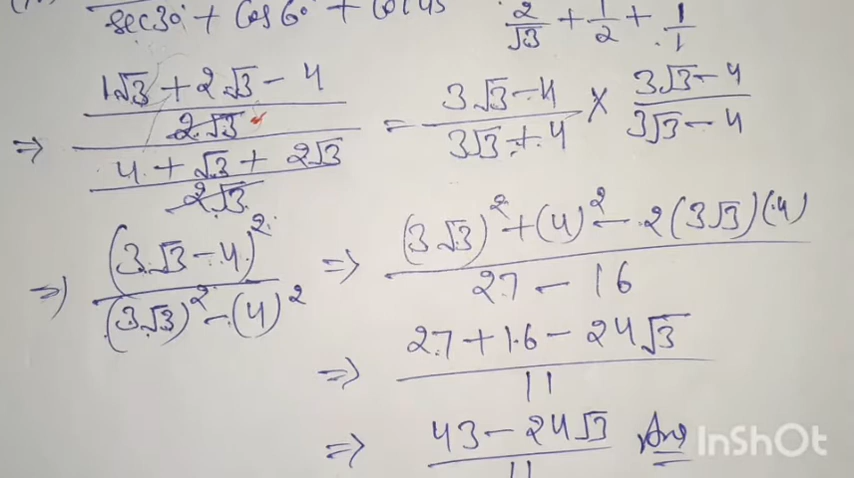 sec30° + Cos60° + Cot45 2/√3 + 1/2 + 1/1
⇒ ((1√3 + 2√3 - 4)/(2√3))/((4 + √3 + 2√3)/(2√3)) = (3√3 - 4)/(3√3 + 4) × (3√3 - 4)/(3√3 - 4)
⇒ (3√3 - 4)²/((3√3)² - (4)²) ⇒ ((3√3)² + (4)² - 2(3√3)(4))/(27 - 16)
⇒ (27 + 16 - 24√3)/11
⇒ (43 - 24√3)/11 Ans
InShOt